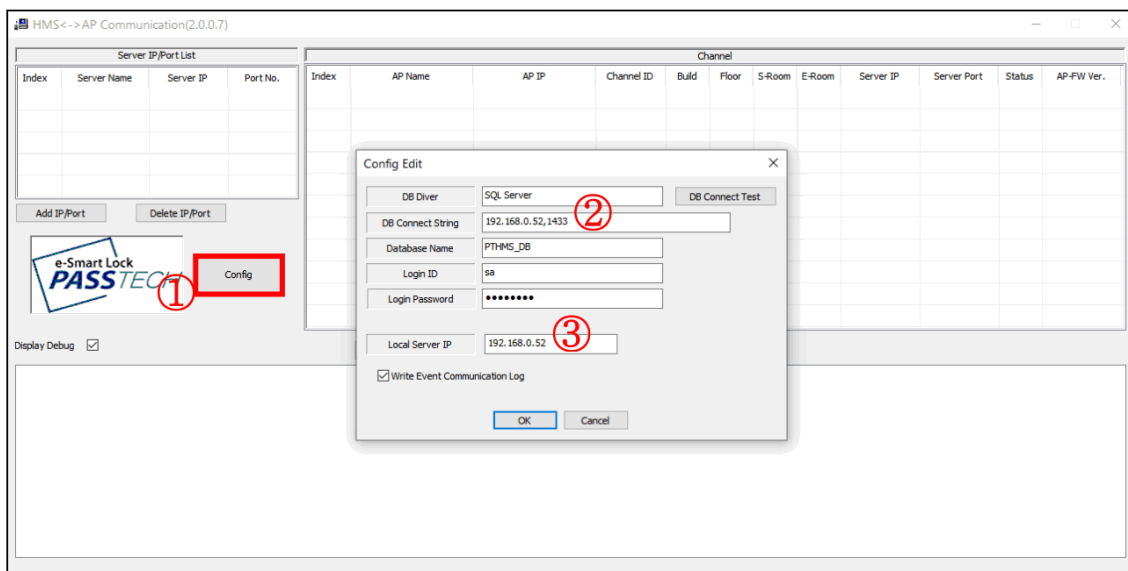 HMS<->AP Communication(2.0.0.7)
Server IP/Port List
Index Server Name Server IP Port No.
Channel
Index AP Name AP IP Channel ID Build Floor S-Room E-Room Server IP Server Port Status AP-FW Ver.
Add IP/Port Delete IP/Port
e-Smart Lock
PASSTECH
① Config
Display Debug
Config Edit
DB Diver SQL Server DB Connect Test
DB Connect String 192.168.0.52,1433 ②
Database Name PTHMS_DB
Login ID sa
Login Password ••••••••
Local Server IP 192.168.0.52 ③
Write Event Communication Log
OK Cancel